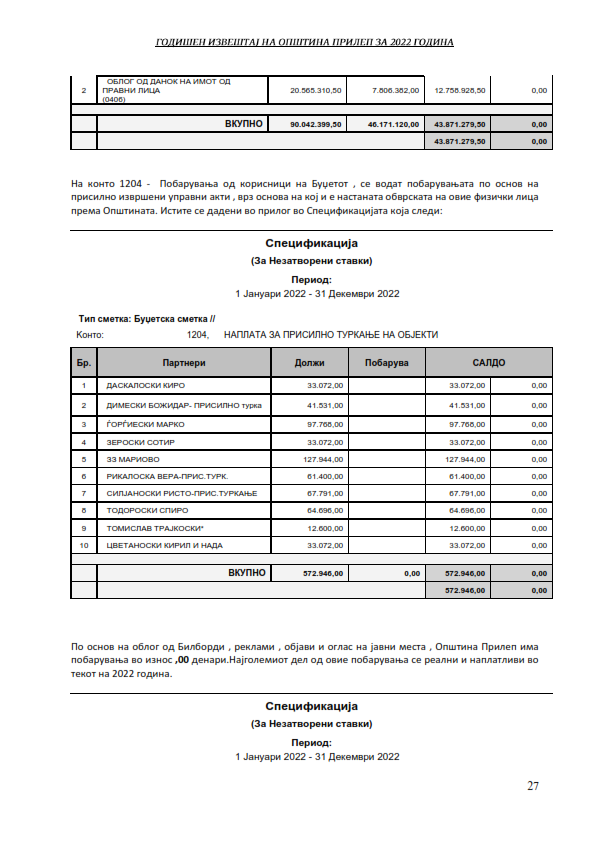 ГОДИШЕН ИЗВЕШТАЈ НА ОПШТИНА ПРИЛЕП ЗА 2022 ГОДИНА
ОБЛОГ ОД ДАНОК НА ИМОТ ОД
2 ПРАВНИ ЛИЦА 20.565.310,50 7.806.382,00 12.758.928,50 0,00
(0406)
ВКУПНО 90.042.399,50 46.171.120,00 43.871.279,50 0,00
43.871.279,50 0,00
На конто 1204 - Побарувања од корисници на Буџетот , се водат побарувањата по основ на
присилно извршени управни акти , врз основа на кој и е настаната обврската на овие физички лица
према Општината. Истите се дадени во прилог во Спецификацијата која следи:
Спецификација
(За Незатворени ставки)
Период:
1 Јануари 2022 - 31 Декември 2022
Тип сметка: Буџетска сметка //
Конто: 1204, НАПЛАТА ЗА ПРИСИЛНО ТУРКАЊЕ НА ОБЈЕКТИ
Бр. Партнери Должи Побарува САЛДО
1 ДАСКАЛОСКИ КИРО 33.072,00 33.072,00 0,00
2 ДИМЕСКИ БОЖИДАР- ПРИСИЛНО турка 41.531,00 41.531,00 0,00
3 ЃОРЃИЕСКИ МАРКО 97.768,00 97.768,00 0,00
4 ЗЕРОСКИ СОТИР 33.072,00 33.072,00 0,00
5 ЗЗ МАРИОВО 127.944,00 127.944,00 0,00
6 РИКАЛОСКА ВЕРА-ПРИС.ТУРК. 61.400,00 61.400,00 0,00
7 СИЛЈАНОСКИ РИСТО-ПРИС.ТУРКАЊЕ 67.791,00 67.791,00 0,00
8 ТОДОРОСКИ СПИРО 64.696,00 64.696,00 0,00
9 ТОМИСЛАВ ТРАЈКОСКИ* 12.600,00 12.600,00 0,00
10 ЦВЕТАНОСКИ КИРИЛ И НАДА 33.072,00 33.072,00 0,00
ВКУПНО 572.946,00 0,00 572.946,00 0,00
572.946,00 0,00
По основ на облог од Билборди , реклами , објави и оглас на јавни места , Општина Прилеп има
побарувања во износ ,00 денари.Најголемиот дел од овие побарувања се реални и наплатливи во
текот на 2022 година.
Спецификација
(За Незатворени ставки)
Период:
1 Јануари 2022 - 31 Декември 2022
27